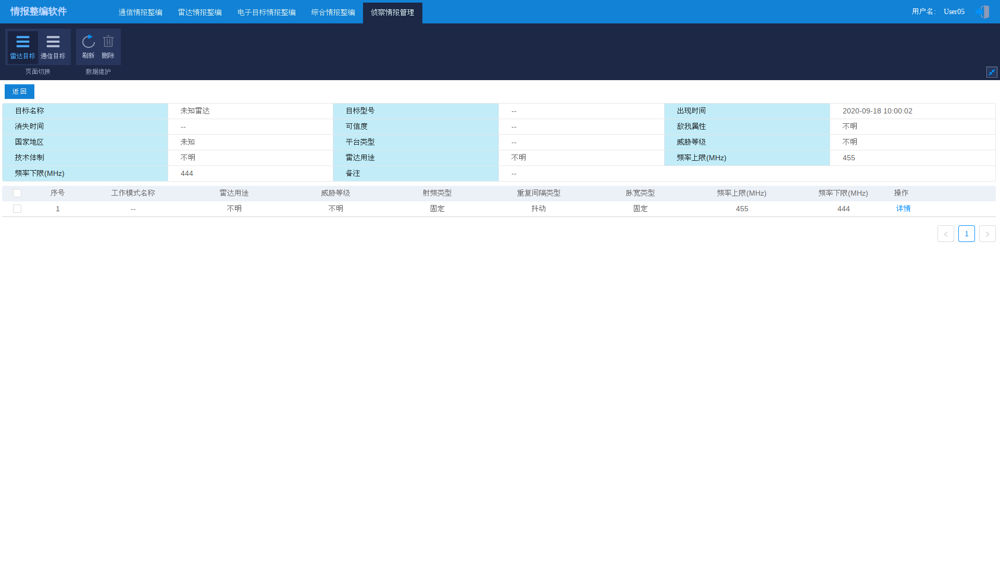 情报整编软件 通信情报整编 雷达情报整编 电子目标情报整编 综合情报整编 侦察情报管理 用户名： User05
雷达目标 通信目标 刷新 删除
页面切换 数据维护
返回
目标名称 未知雷达 目标型号 -- 出现时间 2020-09-18 10:00:02
消失时间 -- 可信度 -- 敌我属性 不明
国家地区 未知 平台类型 -- 威胁等级 不明
技术体制 不明 雷达用途 不明 频率上限(MHz) 455
频率下限(MHz) 444 备注 --
序号 工作模式名称 雷达用途 威胁等级 射频类型 重复间隔类型 脉宽类型 频率上限(MHz) 频率下限(MHz) 操作
1 -- 不明 不明 固定 抖动 固定 455 444 详情
1